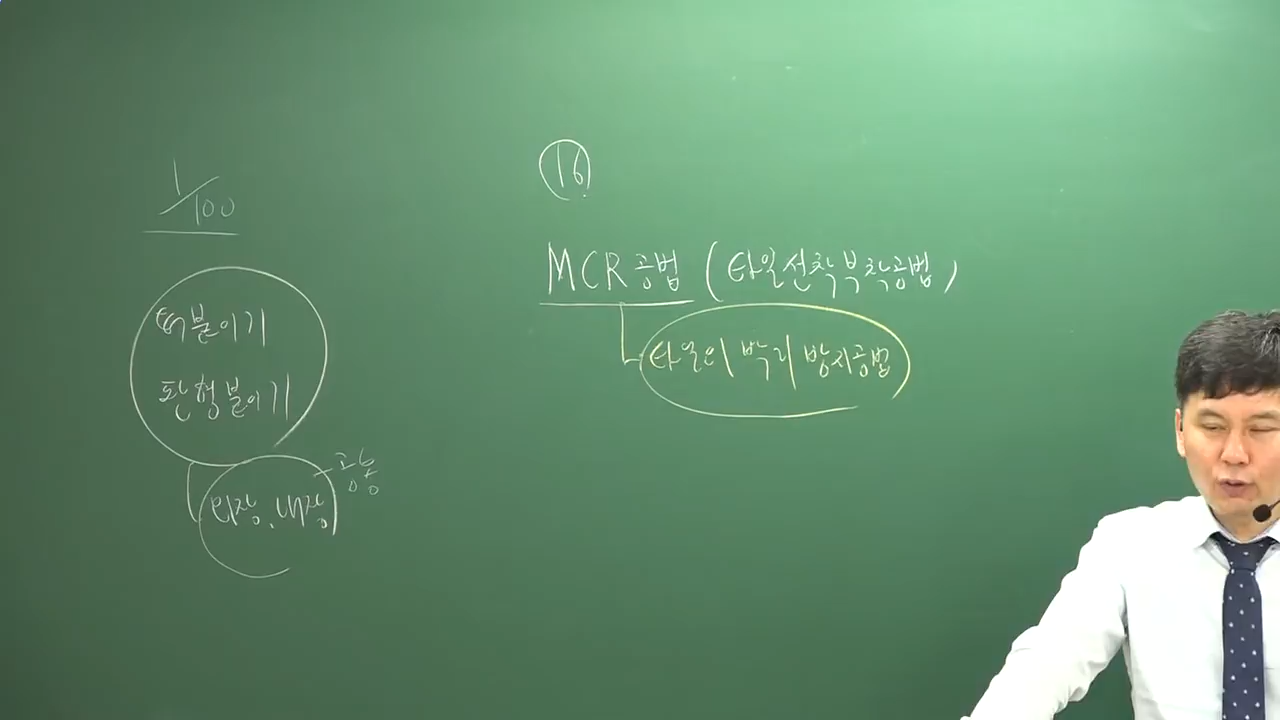 1/100
떠붙이기
판형붙이기
외장, 내장
공용
16
MCR공법 (타일선착부착공법)
타일의 박리 방지공법